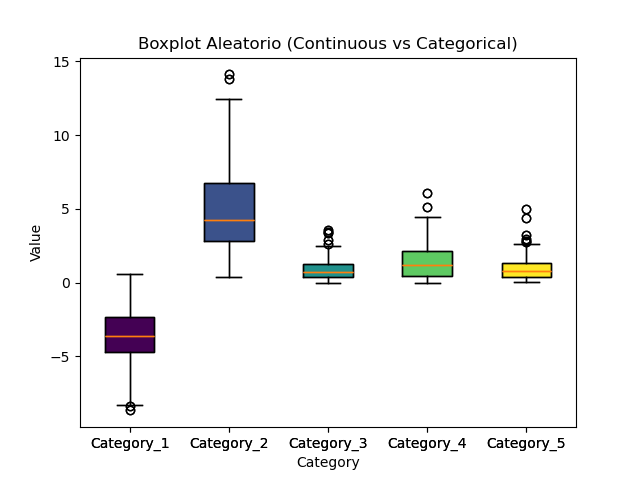 Boxplot Aleatorio (Continuous vs Categorical)
15
10
5
0
−5
Value
Category_1
Category_2
Category_3
Category_4
Category_5
Category